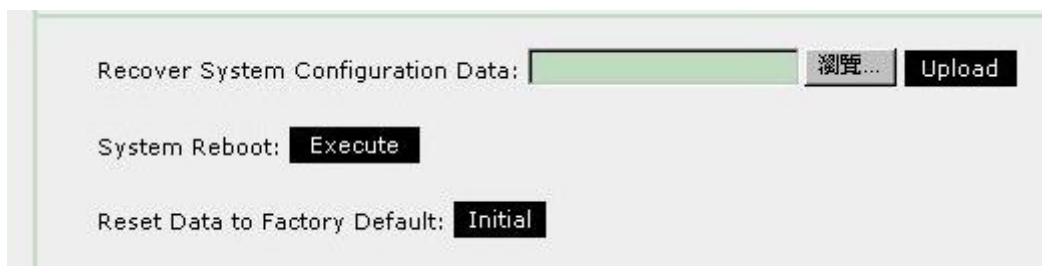 Recover System Configuration Data: 瀏覽... Upload
System Reboot: Execute
Reset Data to Factory Default: Initial